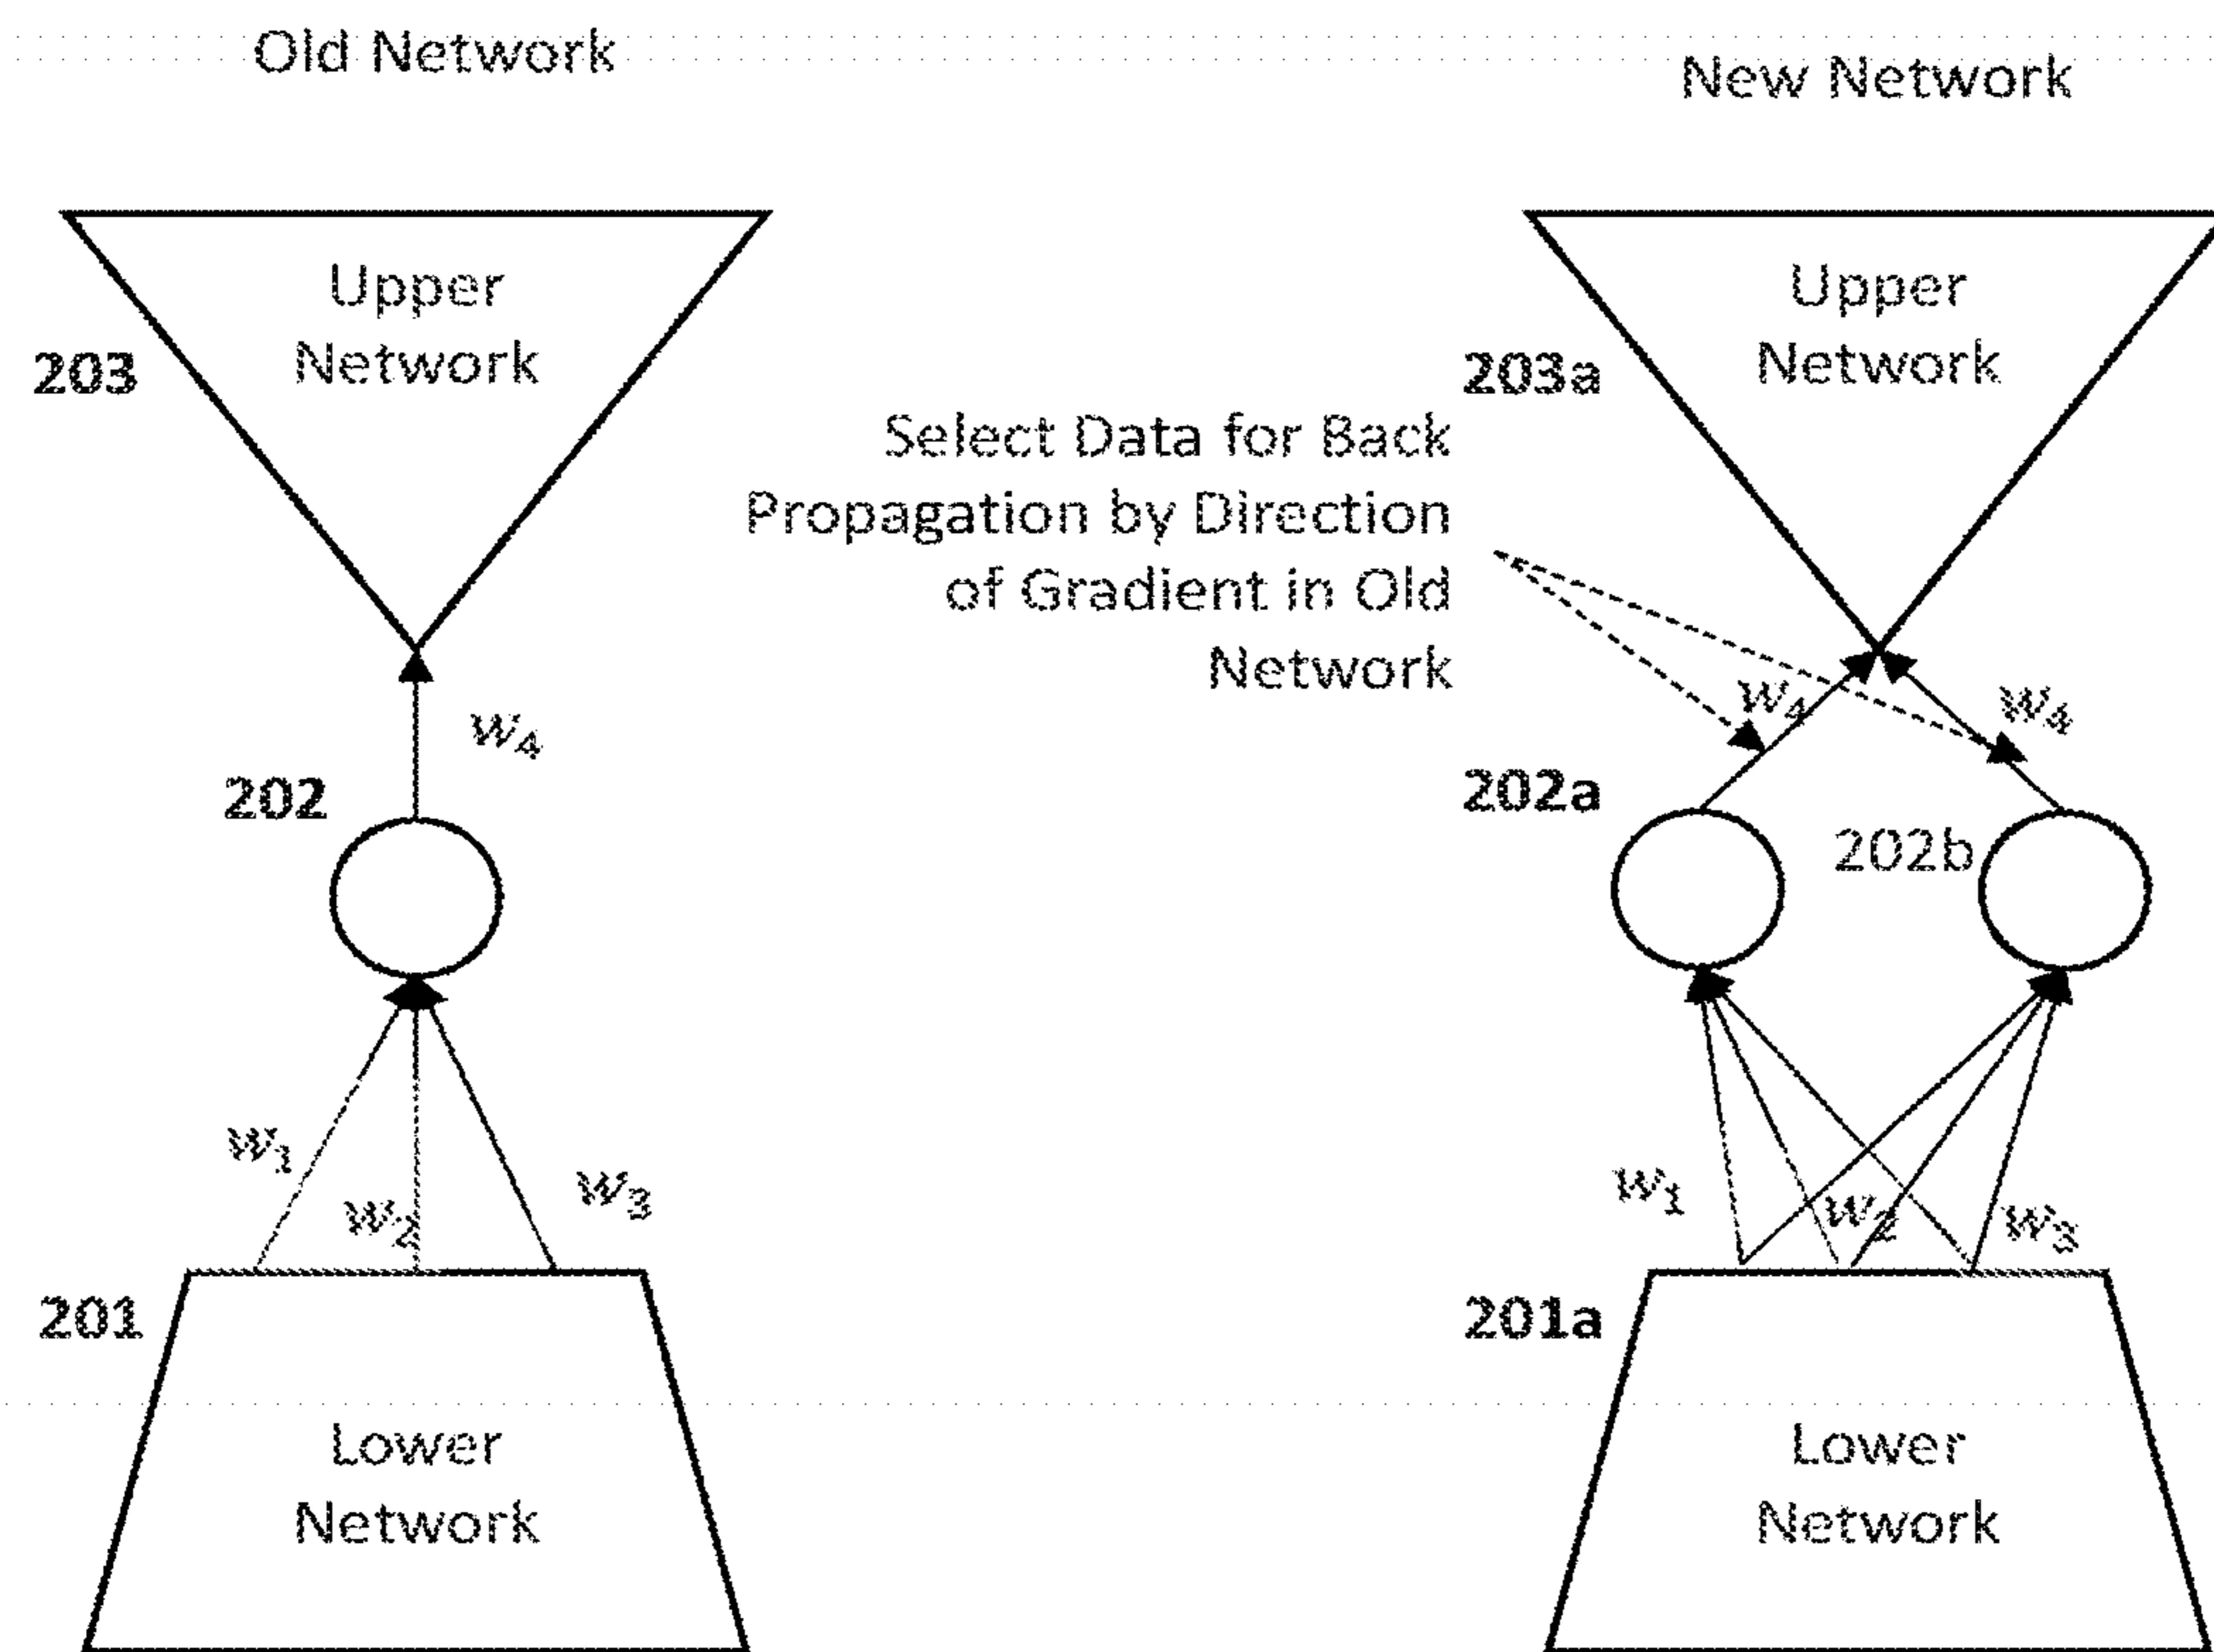 Old Network
New Network
Upper
Network
203
Upper
Network
203a
Select Data for Back
Propagation by Direction
of Gradient in Old
Network
w4
w4
w4
202
202a
202b
w1
w2
w3
w1
w2
w3
201
201a
Lower
Network
Lower
Network